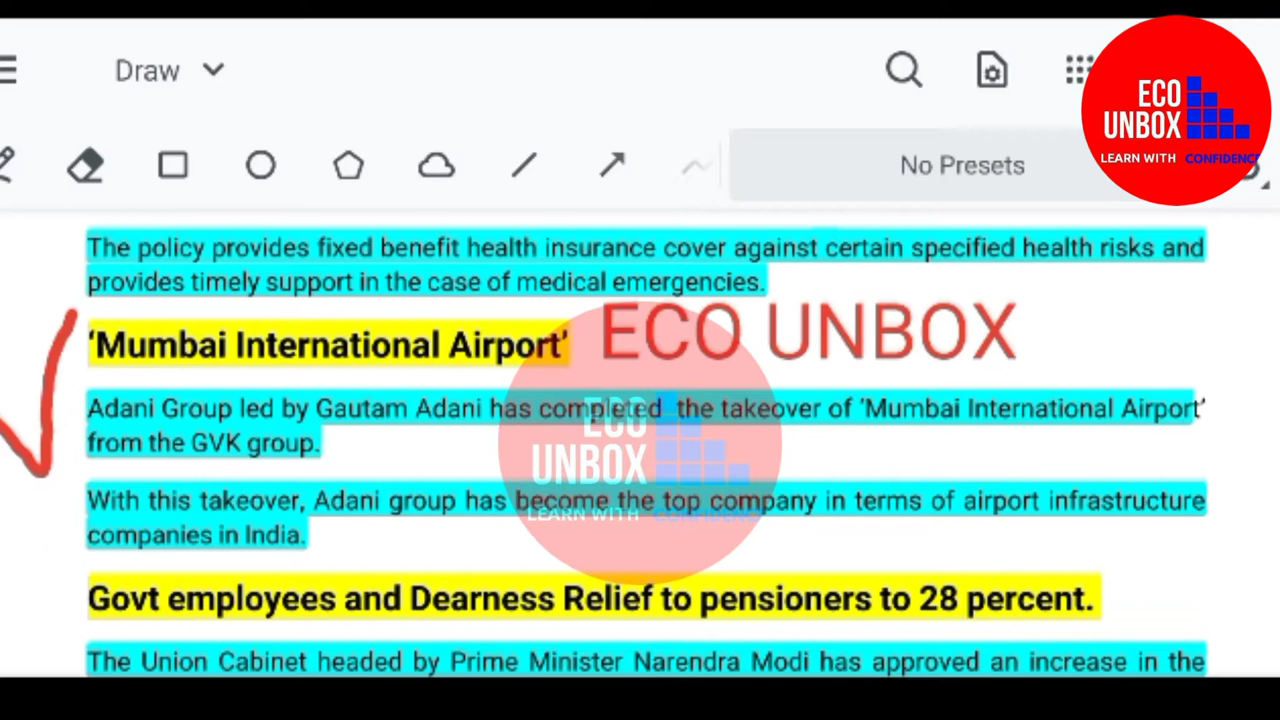 Draw
ECO
UNBOX
LEARN WITH CONFIDENCE
No Presets
The policy provides fixed benefit health insurance cover against certain specified health risks and
provides timely support in the case of medical emergencies.
‘Mumbai International Airport’
ECO UNBOX
Adani Group led by Gautam Adani has completed the takeover of ‘Mumbai International Airport’
from the GVK group.
ECO
UNBOX
LEARN WITH CONFIDENCE
With this takeover, Adani group has become the top company in terms of airport infrastructure
companies in India.
Govt employees and Dearness Relief to pensioners to 28 percent.
The Union Cabinet headed by Prime Minister Narendra Modi has approved an increase in the